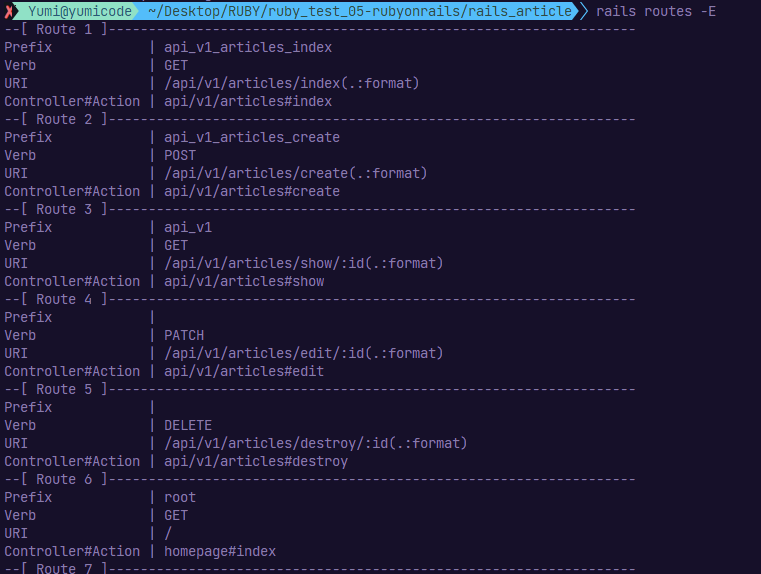 ✗ Yumi@yumicode ~/Desktop/RUBY/ruby_test_05-rubyonrails/rails_article rails routes -E
--[ Route 1 ]------------------------------------------------------------------
Prefix            | api_v1_articles_index
Verb              | GET
URI               | /api/v1/articles/index(.:format)
Controller#Action | api/v1/articles#index
--[ Route 2 ]------------------------------------------------------------------
Prefix            | api_v1_articles_create
Verb              | POST
URI               | /api/v1/articles/create(.:format)
Controller#Action | api/v1/articles#create
--[ Route 3 ]------------------------------------------------------------------
Prefix            | api_v1
Verb              | GET
URI               | /api/v1/articles/show/:id(.:format)
Controller#Action | api/v1/articles#show
--[ Route 4 ]------------------------------------------------------------------
Prefix            |
Verb              | PATCH
URI               | /api/v1/articles/edit/:id(.:format)
Controller#Action | api/v1/articles#edit
--[ Route 5 ]------------------------------------------------------------------
Prefix            |
Verb              | DELETE
URI               | /api/v1/articles/destroy/:id(.:format)
Controller#Action | api/v1/articles#destroy
--[ Route 6 ]------------------------------------------------------------------
Prefix            | root
Verb              | GET
URI               | /
Controller#Action | homepage#index
--[ Route 7 ]------------------------------------------------------------------